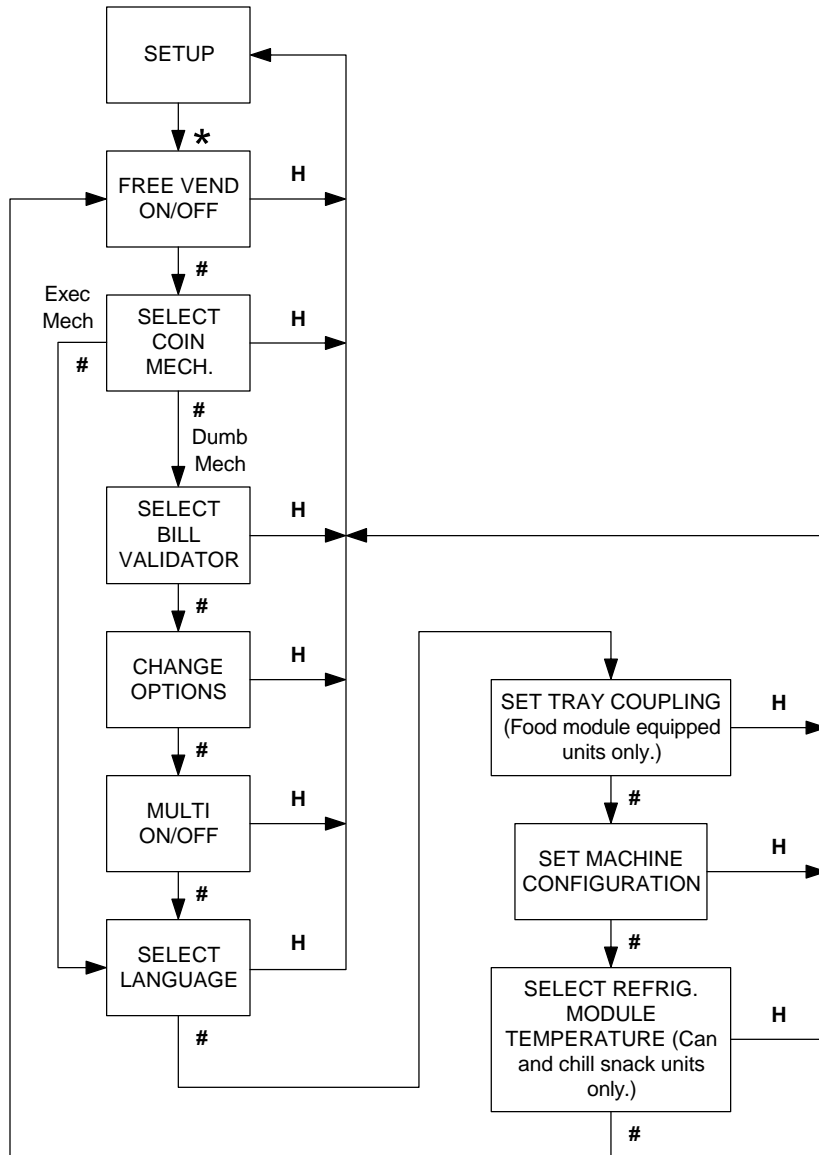 SETUP
*
FREE VEND
ON/OFF
H
#
Exec
Mech
#
SELECT
COIN
MECH.
H
#
Dumb
Mech
SELECT
BILL
VALIDATOR
H
#
CHANGE
OPTIONS
H
#
MULTI
ON/OFF
H
#
SELECT
LANGUAGE
H
#
SET TRAY COUPLING
(Food module equipped
units only.)
H
#
SET MACHINE
CONFIGURATION
H
#
SELECT REFRIG.
MODULE
TEMPERATURE (Can
and chill snack units
only.)
H
#